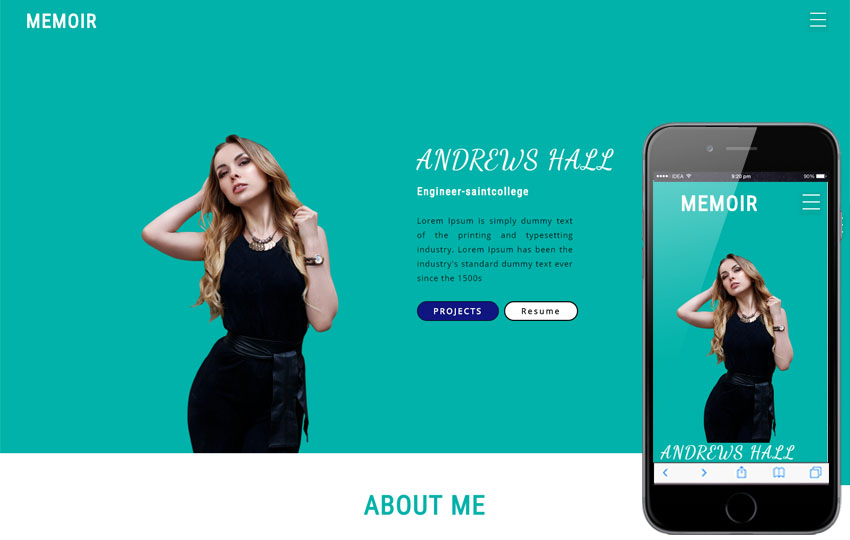 MEMOIR
ANDREWS HALL
Engineer-saintcollege
Lorem Ipsum is simply dummy text
of the printing and typesetting
industry. Lorem Ipsum has been the
industry's standard dummy text ever
since the 1500s
PROJECTS
Resume
ABOUT ME
IDEA
9:20 pm
90%
MEMOIR
ANDREWS HALL